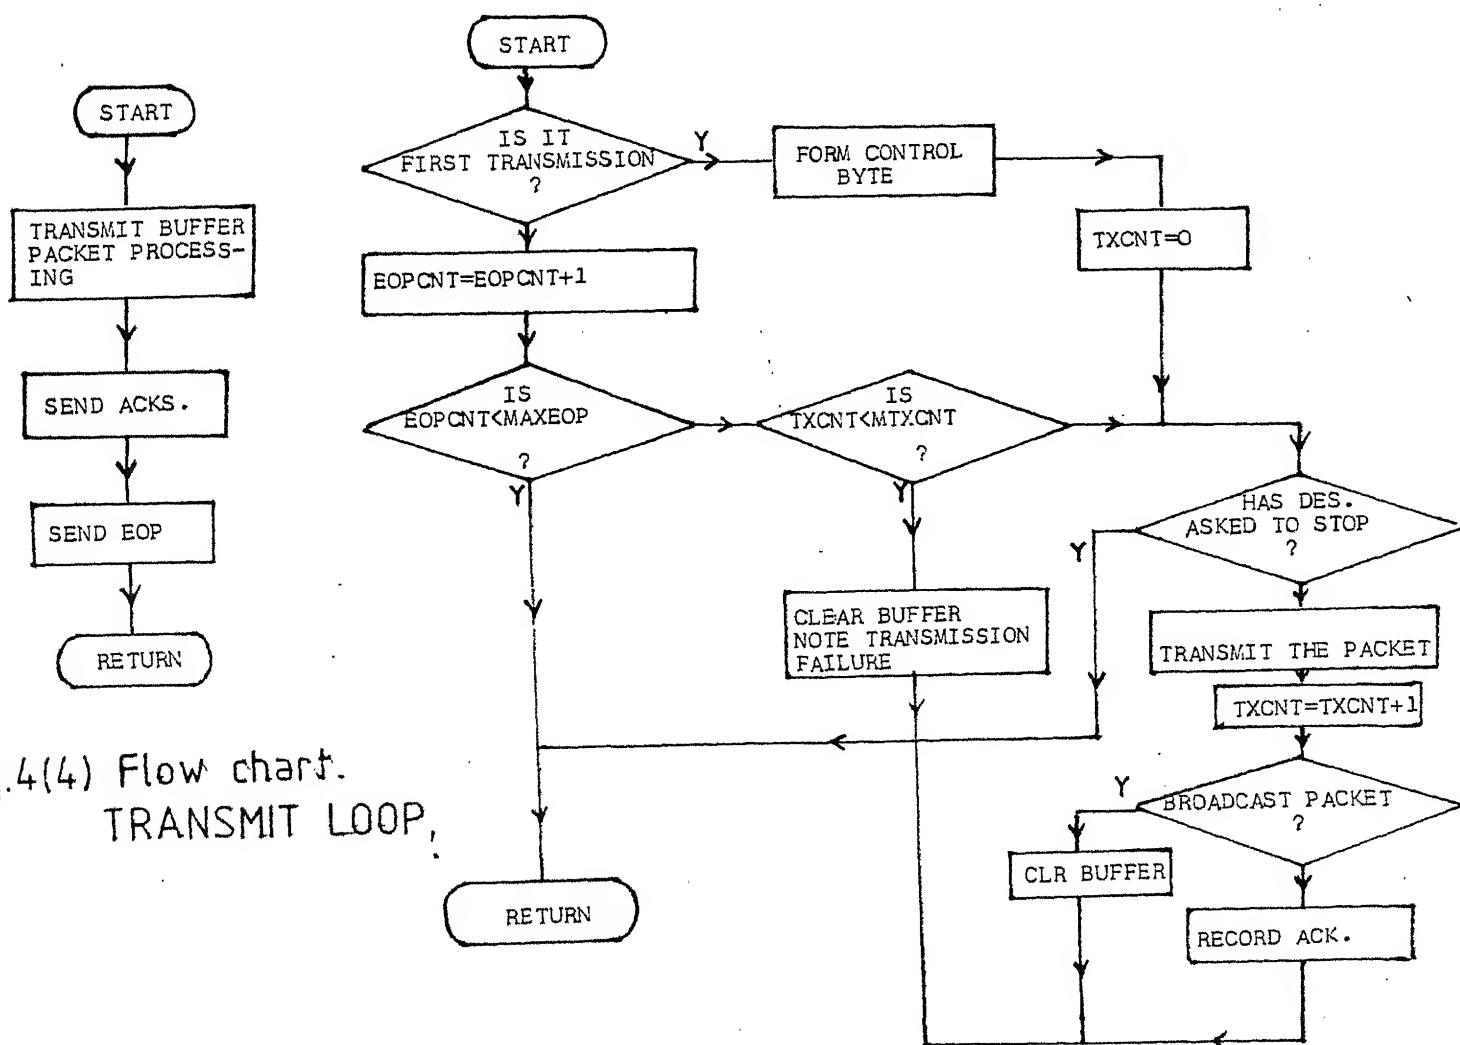 START
TRANSMIT BUFFER
PACKET PROCESS-
ING
SEND ACKS.
SEND EOP
RETURN
START
IS IT
FIRST TRANSMISSION
?
Y
FORM CONTROL
BYTE
TXCNT=0
EOPCNT=EOPCNT+1
IS
EOPCNT<MAXEOP
?
Y
IS
TXCNT<MTXCNT
?
Y
CLEAR BUFFER
NOTE TRANSMISSION
FAILURE
HAS DES.
ASKED TO STOP
?
Y
TRANSMIT THE PACKET
TXCNT=TXCNT+1
BROADCAST PACKET
?
Y
CLR BUFFER
RECORD ACK.
RETURN
.4(4) Flow chart.
TRANSMIT LOOP,